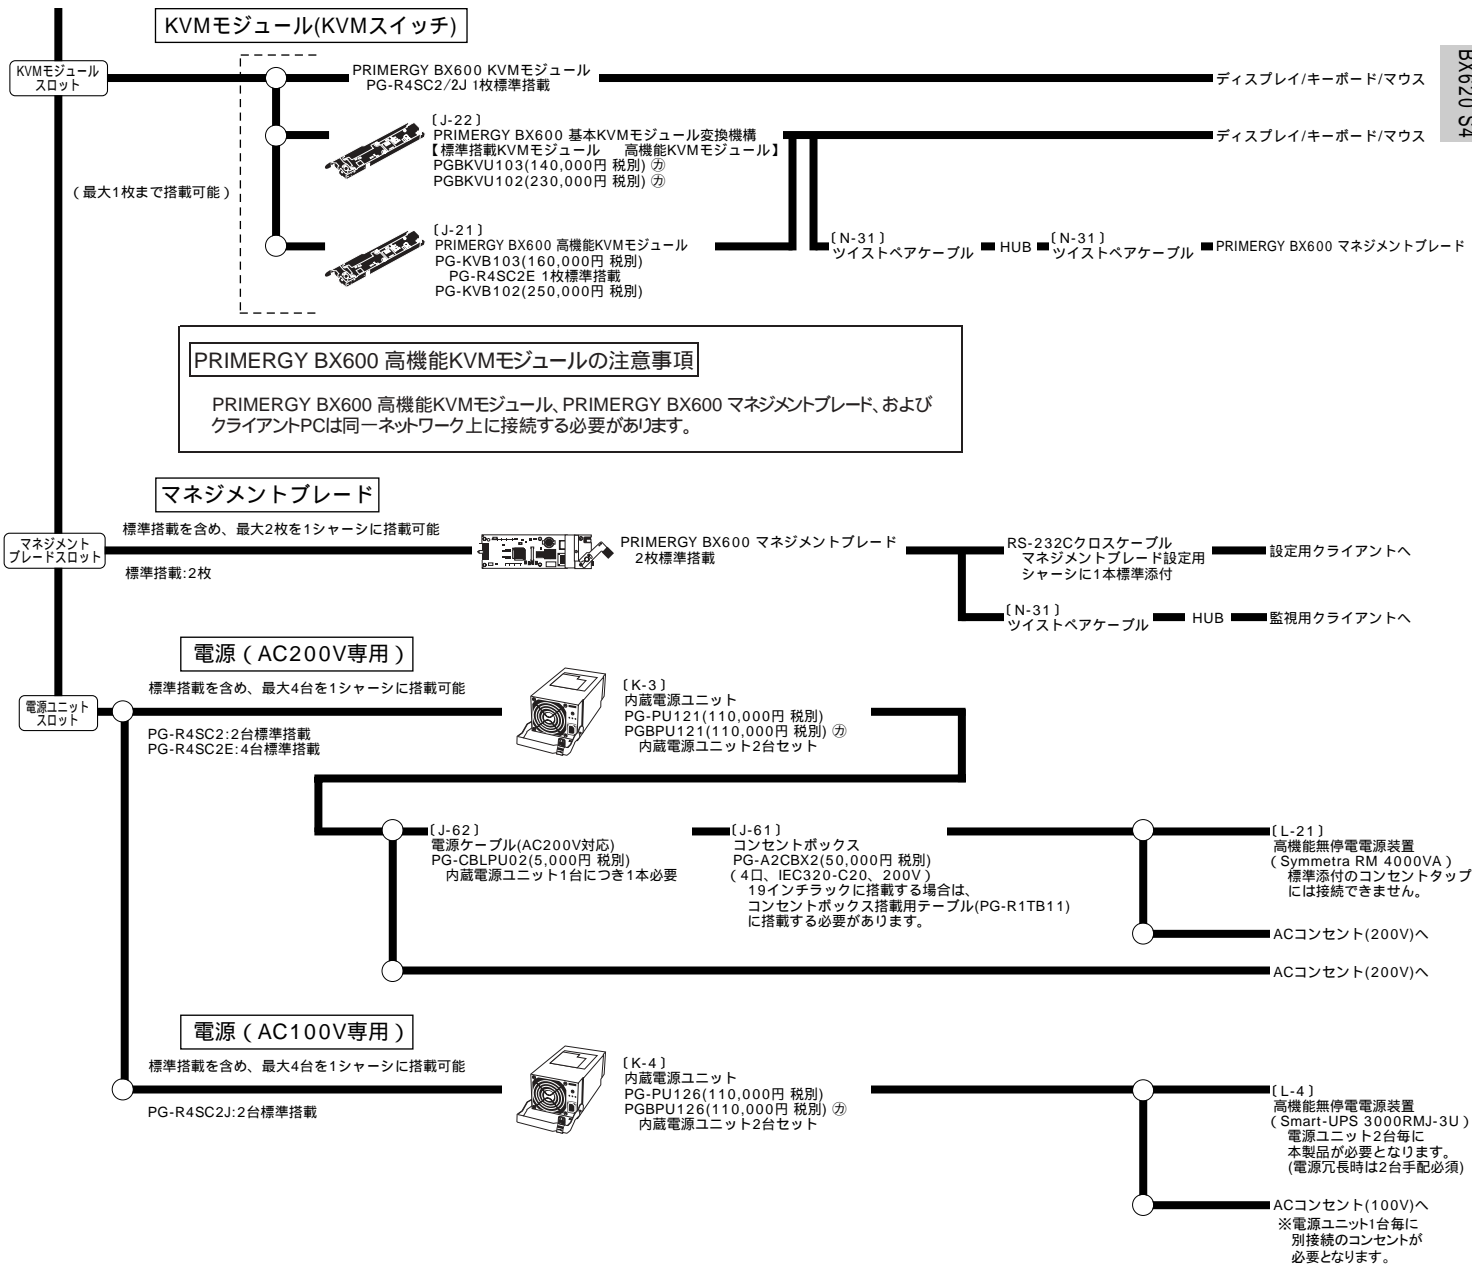 BX620 S4
KVMモジュール(KVMスイッチ)
KVMモジュール
スロット
PRIMERGY BX600 KVMモジュール
PG-R4SC2/2J 1枚標準搭載
ディスプレイ/キーボード/マウス
〔J-22〕
PRIMERGY BX600 基本KVMモジュール変換機構
【標準搭載KVMモジュール　高機能KVMモジュール】
PGBKVU103(140,000円 税別) ㋕
PGBKVU102(230,000円 税別) ㋕
ディスプレイ/キーボード/マウス
(最大1枚まで搭載可能)
〔J-21〕
PRIMERGY BX600 高機能KVMモジュール
PG-KVB103(160,000円 税別)
PG-R4SC2E 1枚標準搭載
PG-KVB102(250,000円 税別)
〔N-31〕
ツイストペアケーブル
HUB
〔N-31〕
ツイストペアケーブル
PRIMERGY BX600 マネジメントブレード
PRIMERGY BX600 高機能KVMモジュールの注意事項
PRIMERGY BX600 高機能KVMモジュール、PRIMERGY BX600 マネジメントブレード、および
クライアントPCは同一ネットワーク上に接続する必要があります。
マネジメントブレード
マネジメント
ブレードスロット
標準搭載を含め、最大2枚を1シャーシに搭載可能
標準搭載:2枚
PRIMERGY BX600 マネジメントブレード
2枚標準搭載
RS-232Cクロスケーブル
マネジメントブレード設定用
シャーシに1本標準添付
設定用クライアントへ
〔N-31〕
ツイストペアケーブル
HUB
監視用クライアントへ
電源(AC200V専用)
電源ユニット
スロット
標準搭載を含め、最大4台を1シャーシに搭載可能
PG-R4SC2:2台標準搭載
PG-R4SC2E:4台標準搭載
〔K-3〕
内蔵電源ユニット
PG-PU121(110,000円 税別)
PGBPU121(110,000円 税別) ㋕
内蔵電源ユニット2台セット
〔J-62〕
電源ケーブル(AC200V対応)
PG-CBLPU02(5,000円 税別)
内蔵電源ユニット1台につき1本必要
〔J-61〕
コンセントボックス
PG-A2CBX2(50,000円 税別)
(4口、IEC320-C20、200V)
19インチラックに搭載する場合は、
コンセントボックス搭載用テーブル(PG-R1TB11)
に搭載する必要があります。
〔L-21〕
高機能無停電電源装置
(Symmetra RM 4000VA)
標準添付のコンセントタップ
には接続できません。
ACコンセント(200V)へ
ACコンセント(200V)へ
電源(AC100V専用)
標準搭載を含め、最大4台を1シャーシに搭載可能
PG-R4SC2J:2台標準搭載
〔K-4〕
内蔵電源ユニット
PG-PU126(110,000円 税別)
PGBPU126(110,000円 税別) ㋕
内蔵電源ユニット2台セット
〔L-4〕
高機能無停電電源装置
(Smart-UPS 3000RMJ-3U)
電源ユニット2台毎に
本製品が必要となります。
(電源冗長時は2台手配必須)
ACコンセント(100V)へ
※電源ユニット1台毎に
別接続のコンセントが
必要となります。